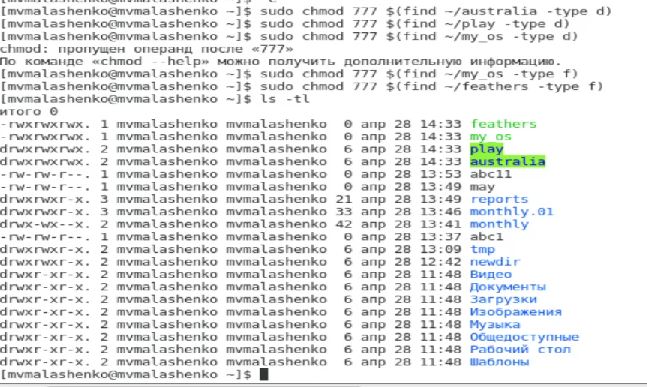 [mvmalashenko@mvmalashenko ~]$ sudo chmod 777 $(find ~/australia -type d)
[mvmalashenko@mvmalashenko ~]$ sudo chmod 777 $(find ~/play -type d)
[mvmalashenko@mvmalashenko ~]$ sudo chmod 777 $(find ~/my_os -type d)
chmod: пропущен операнд после «777»
По команде «chmod --help» можно получить дополнительную информацию.
[mvmalashenko@mvmalashenko ~]$ sudo chmod 777 $(find ~/my_os -type f)
[mvmalashenko@mvmalashenko ~]$ sudo chmod 777 $(find ~/feathers -type f)
[mvmalashenko@mvmalashenko ~]$ ls -tl
итого 0
-rwxrwxrwx. 1 mvmalashenko mvmalashenko 0 апр 28 14:33 feathers
-rwxrwxrwx. 1 mvmalashenko mvmalashenko 0 апр 28 14:33 my_os
drwxrwxrwx. 2 mvmalashenko mvmalashenko 6 апр 28 14:33 play
drwxrwxrwx. 2 mvmalashenko mvmalashenko 6 апр 28 14:33 australia
-rw-rw-r--. 1 mvmalashenko mvmalashenko 0 апр 28 13:53 abc11
-rw-rw-r--. 1 mvmalashenko mvmalashenko 0 апр 28 13:49 may
drwxrwxr-x. 3 mvmalashenko mvmalashenko 21 апр 28 13:49 reports
drwxrwxr-x. 3 mvmalashenko mvmalashenko 33 апр 28 13:46 monthly.01
drwx-wx--x. 2 mvmalashenko mvmalashenko 42 апр 28 13:41 monthly
-rw-rw-r--. 1 mvmalashenko mvmalashenko 0 апр 28 13:37 abc1
drwxrwxr-x. 2 mvmalashenko mvmalashenko 6 апр 28 13:09 tmp
drwxrwxr-x. 2 mvmalashenko mvmalashenko 6 апр 28 12:42 newdir
drwxr-xr-x. 2 mvmalashenko mvmalashenko 6 апр 28 11:48 Видео
drwxr-xr-x. 2 mvmalashenko mvmalashenko 6 апр 28 11:48 Документы
drwxr-xr-x. 2 mvmalashenko mvmalashenko 6 апр 28 11:48 Загрузки
drwxr-xr-x. 2 mvmalashenko mvmalashenko 6 апр 28 11:48 Изображения
drwxr-xr-x. 2 mvmalashenko mvmalashenko 6 апр 28 11:48 Музыка
drwxr-xr-x. 2 mvmalashenko mvmalashenko 6 апр 28 11:48 Общедоступные
drwxr-xr-x. 2 mvmalashenko mvmalashenko 6 апр 28 11:48 Рабочий стол
drwxr-xr-x. 2 mvmalashenko mvmalashenko 6 апр 28 11:48 Шаблоны
[mvmalashenko@mvmalashenko ~]$